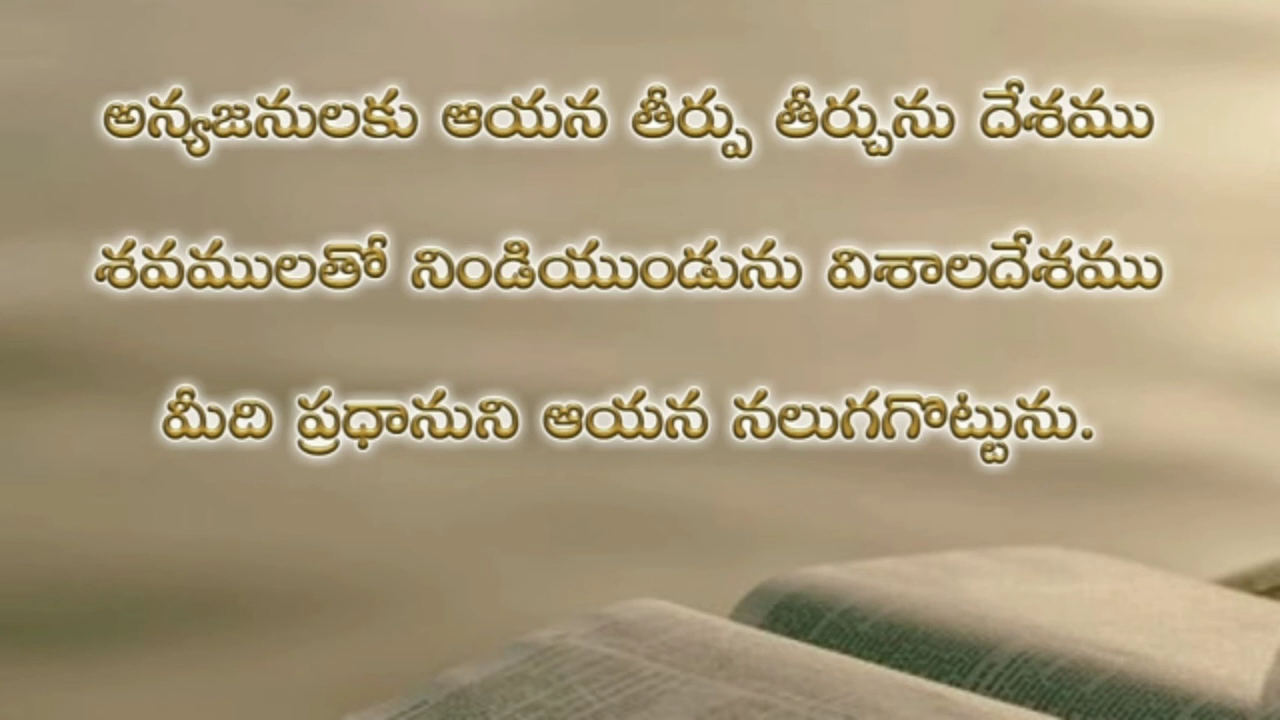 అన్యజనులకు ఆయన తీర్పు తీర్చును దేశము
శవములతో నిండియుండును విశాలదేశము
మీది ప్రధానుని ఆయన నలుగగొట్టును.